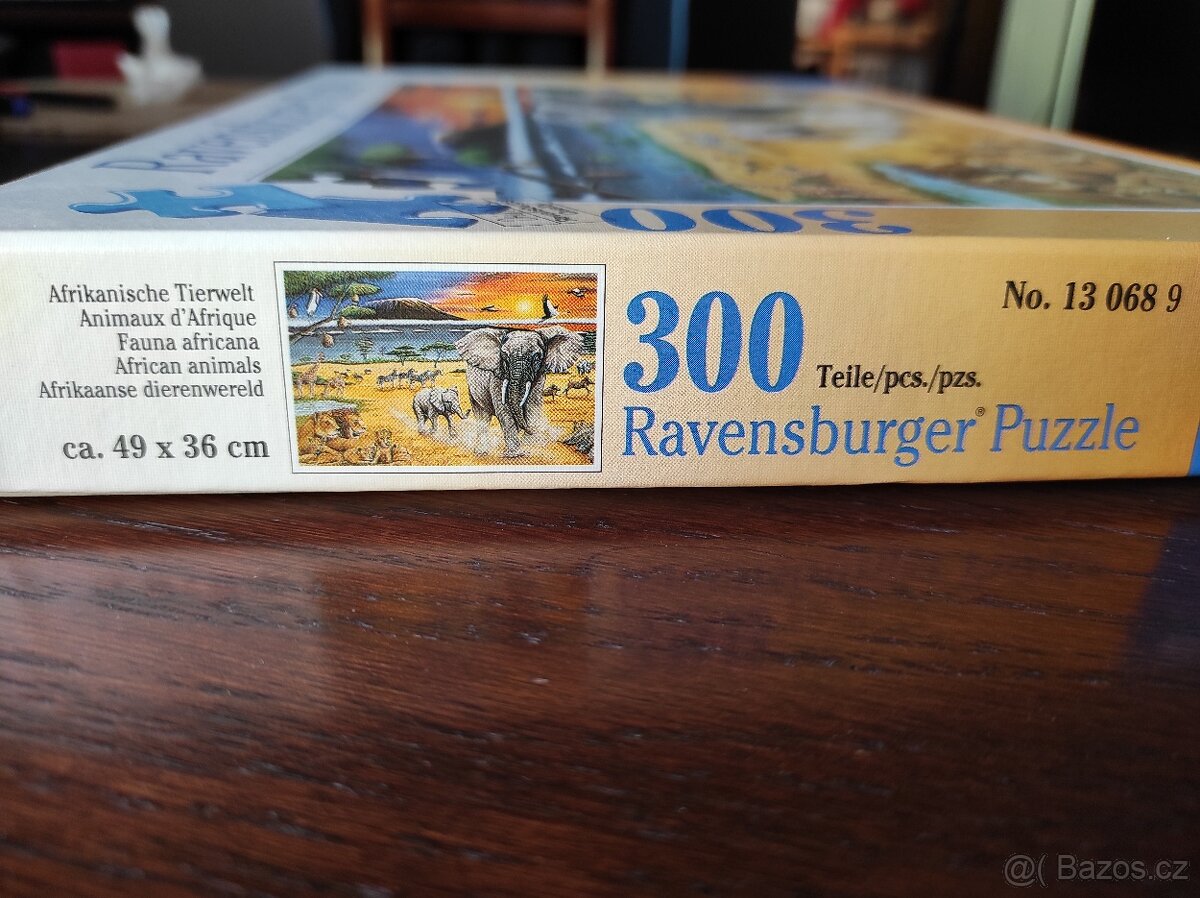 Ravensburger
300
Afrikanische Tierwelt
Animaux d'Afrique
Fauna africana
African animals
Afrikaanse dierenwereld
ca. 49 x 36 cm
300 Teile/pcs./pzs.
Ravensburger® Puzzle
No. 13 068 9
@( Bazos.cz